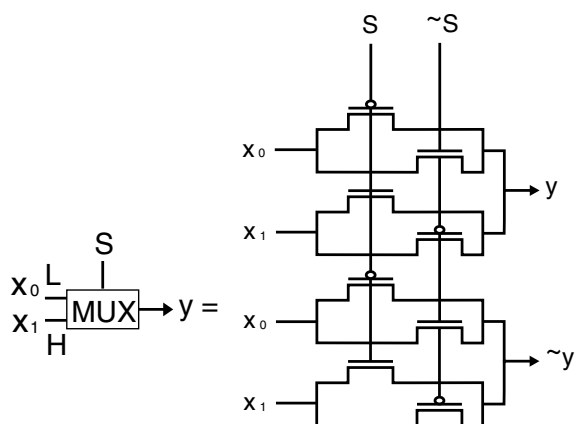 S ~S
x₀
y
x₁
S
x₀ L
MUX y =
x₁
H
x₀
~y
x₁